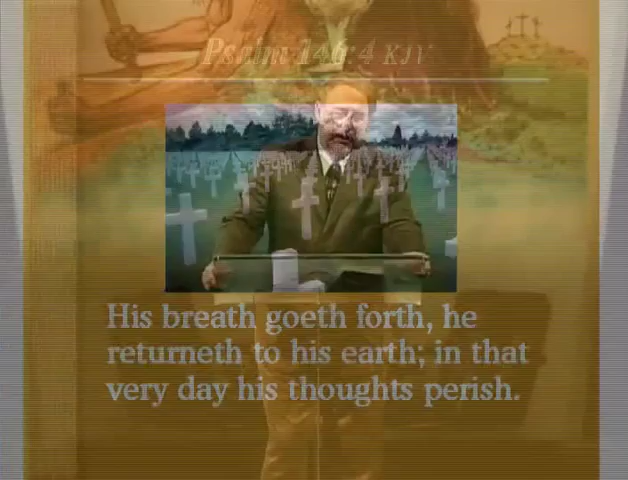 Psalm 146:4 KJV
His breath goeth forth, he
returneth to his earth; in that
very day his thoughts perish.